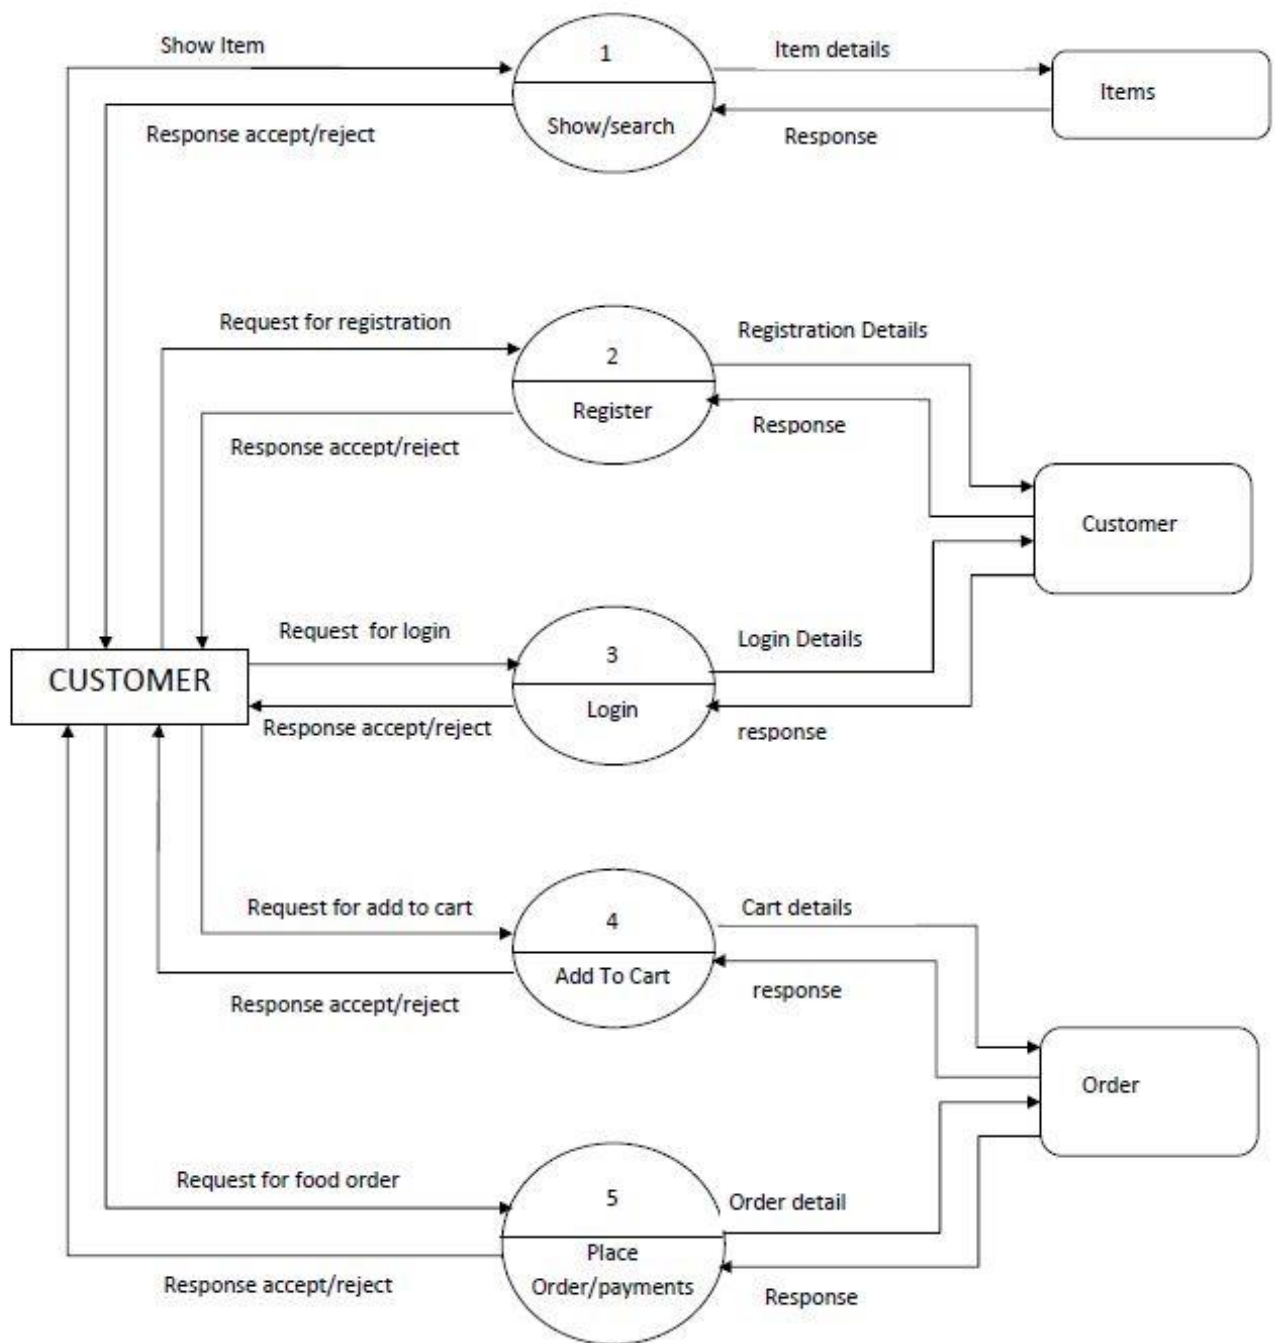 Show Item
1
Item details
Show/search
Items
Response accept/reject
Response
Request for registration
2
Registration Details
Register
Response
Response accept/reject
Customer
Request  for login
3
Login Details
CUSTOMER
Login
Response accept/reject
response
Request for add to cart
4
Cart details
Add To Cart
response
Response accept/reject
Order
Request for food order
5
Order detail
Place
Order/payments
Response accept/reject
Response